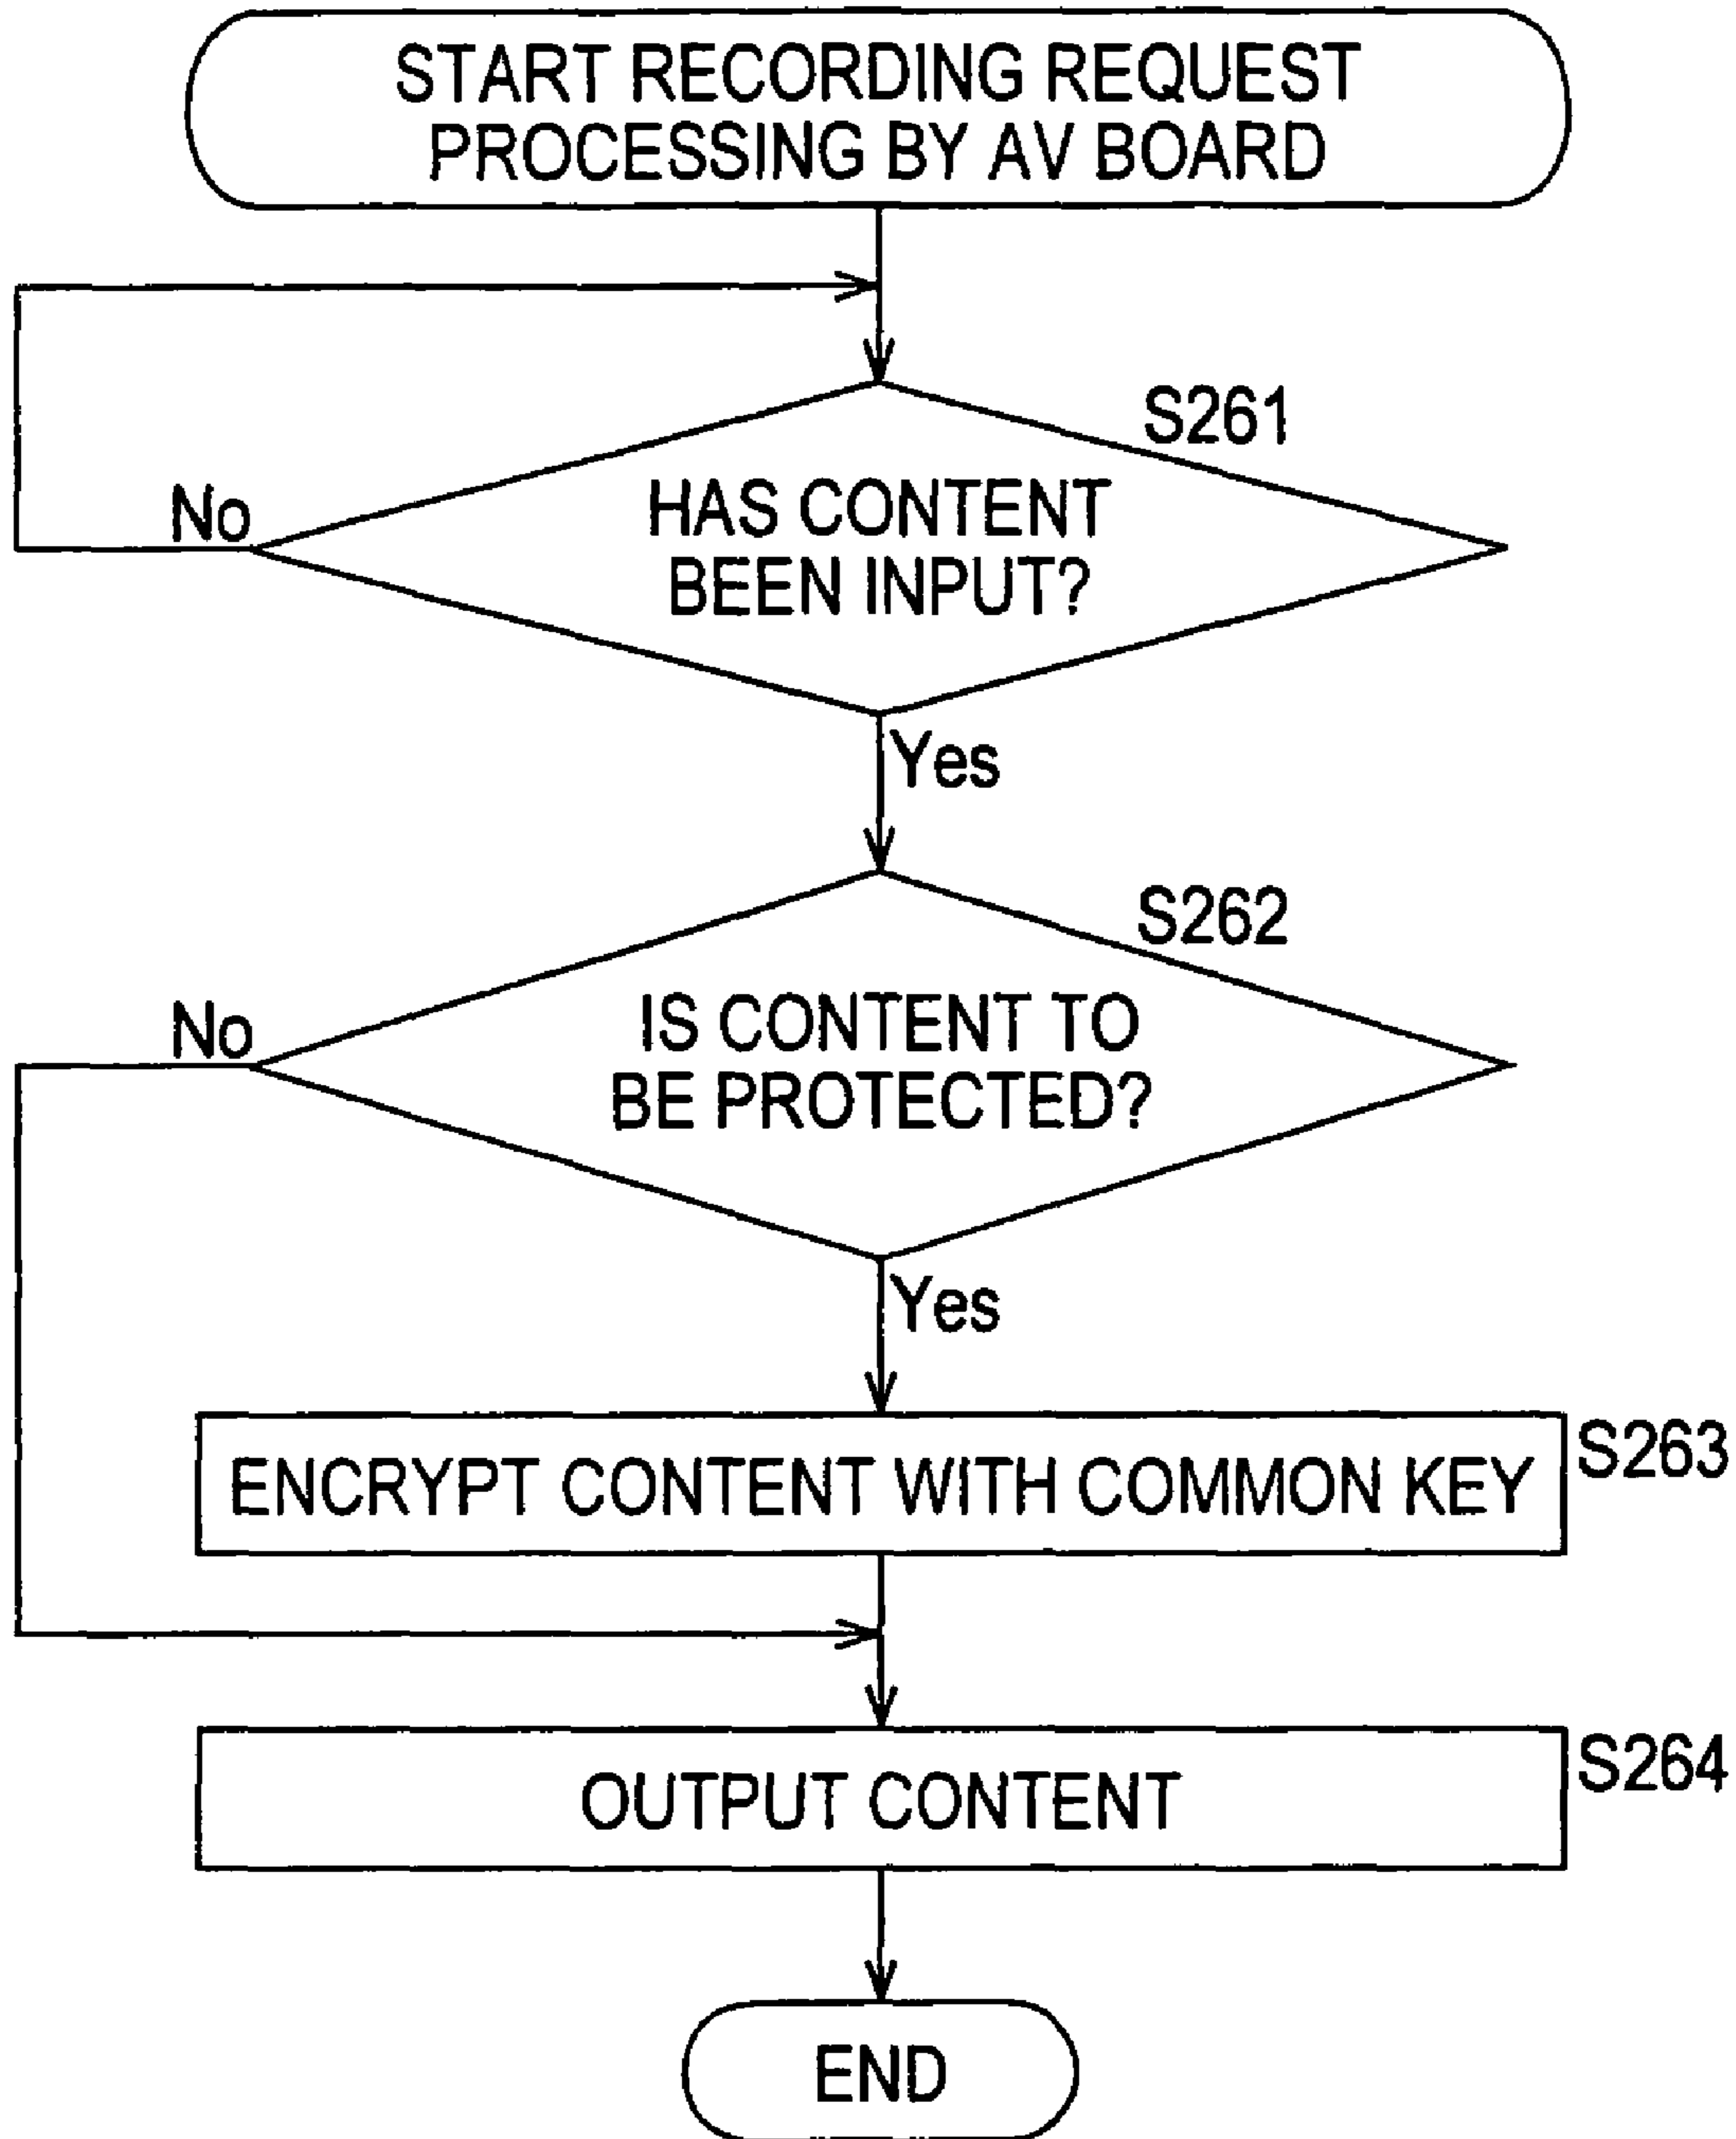 START RECORDING REQUEST
PROCESSING BY AV BOARD
S261
HAS CONTENT
BEEN INPUT?
No
Yes
S262
IS CONTENT TO
BE PROTECTED?
No
Yes
ENCRYPT CONTENT WITH COMMON KEY
S263
OUTPUT CONTENT
S264
END